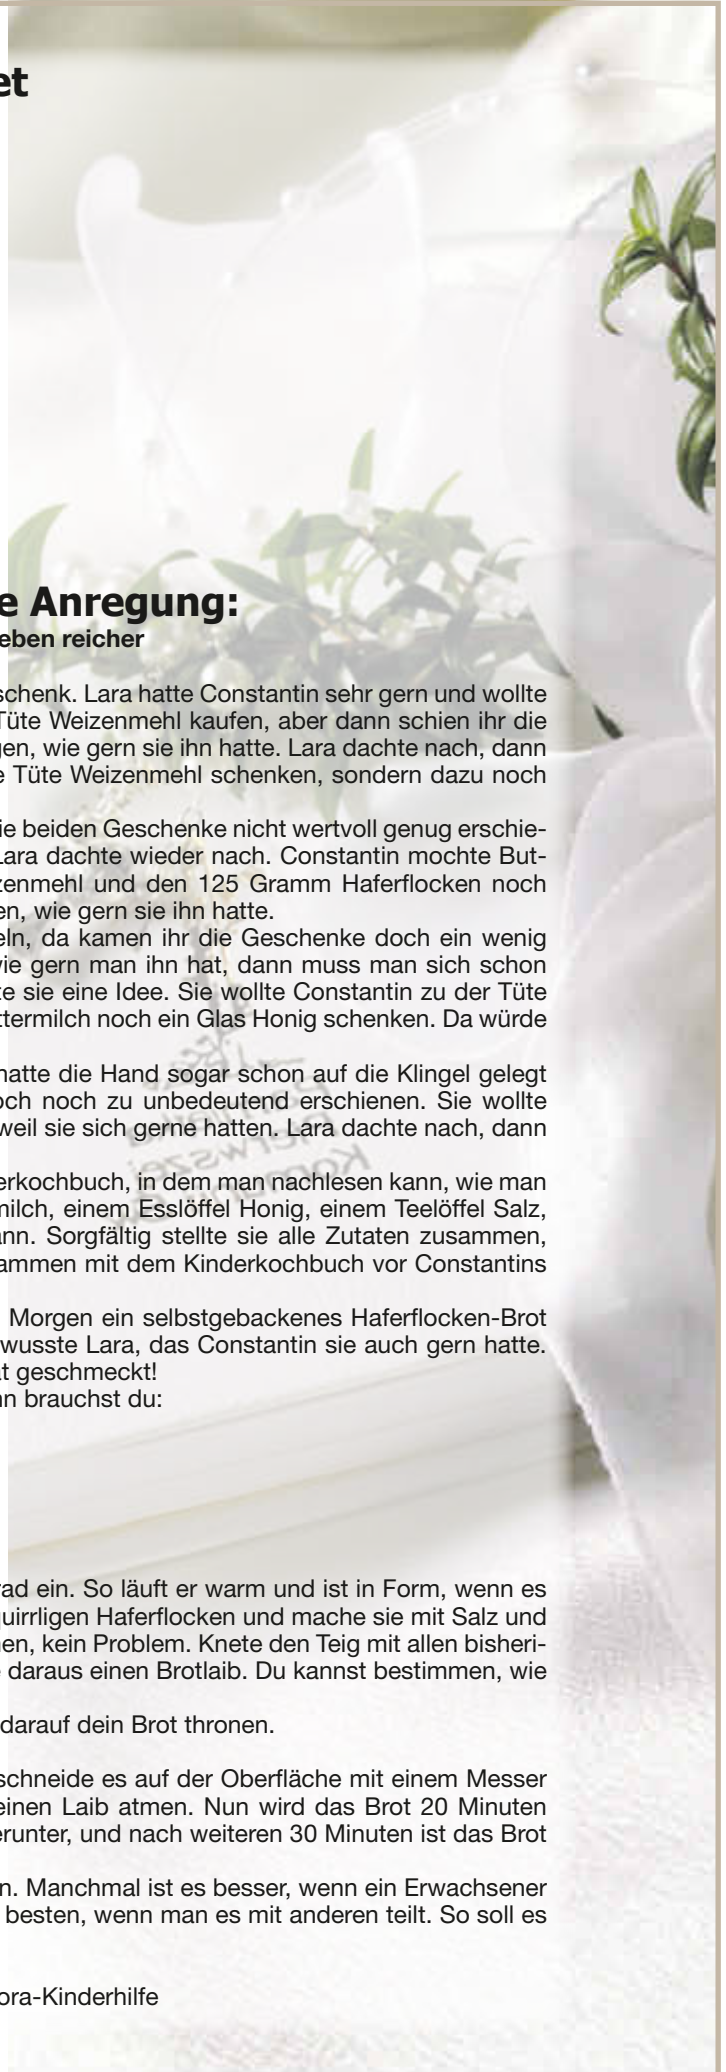 et
e Anregung:
eben reicher
schenk. Lara hatte Constantin sehr gern und wollte
Tüte Weizenmehl kaufen, aber dann schien ihr die
gen, wie gern sie ihn hatte. Lara dachte nach, dann
e Tüte Weizenmehl schenken, sondern dazu noch
ie beiden Geschenke nicht wertvoll genug erschie-
Lara dachte wieder nach. Constantin mochte But-
zenmehl und den 125 Gramm Haferflocken noch
en, wie gern sie ihn hatte.
eln, da kamen ihr die Geschenke doch ein wenig
wie gern man ihn hat, dann muss man sich schon
te sie eine Idee. Sie wollte Constantin zu der Tüte
ttermilch noch ein Glas Honig schenken. Da würde
hatte die Hand sogar schon auf die Klingel gelegt
och noch zu unbedeutend erschienen. Sie wollte
weil sie sich gerne hatten. Lara dachte nach, dann
erkochbuch, in dem man nachlesen kann, wie man
milch, einem Esslöffel Honig, einem Teelöffel Salz,
ann. Sorgfältig stellte sie alle Zutaten zusammen,
ammen mit dem Kinderkochbuch vor Constantins
Morgen ein selbstgebackenes Haferflocken-Brot
wusste Lara, das Constantin sie auch gern hatte.
at geschmeckt!
nn brauchst du:
rad ein. So läuft er warm und ist in Form, wenn es
quirrligen Haferflocken und mache sie mit Salz und
nen, kein Problem. Knete den Teig mit allen bisheri-
e daraus einen Brotlaib. Du kannst bestimmen, wie
darauf dein Brot thronen.
schneide es auf der Oberfläche mit einem Messer
einen Laib atmen. Nun wird das Brot 20 Minuten
erunter, und nach weiteren 30 Minuten ist das Brot
n. Manchmal ist es besser, wenn ein Erwachsener
besten, wenn man es mit anderen teilt. So soll es
ora-Kinderhilfe